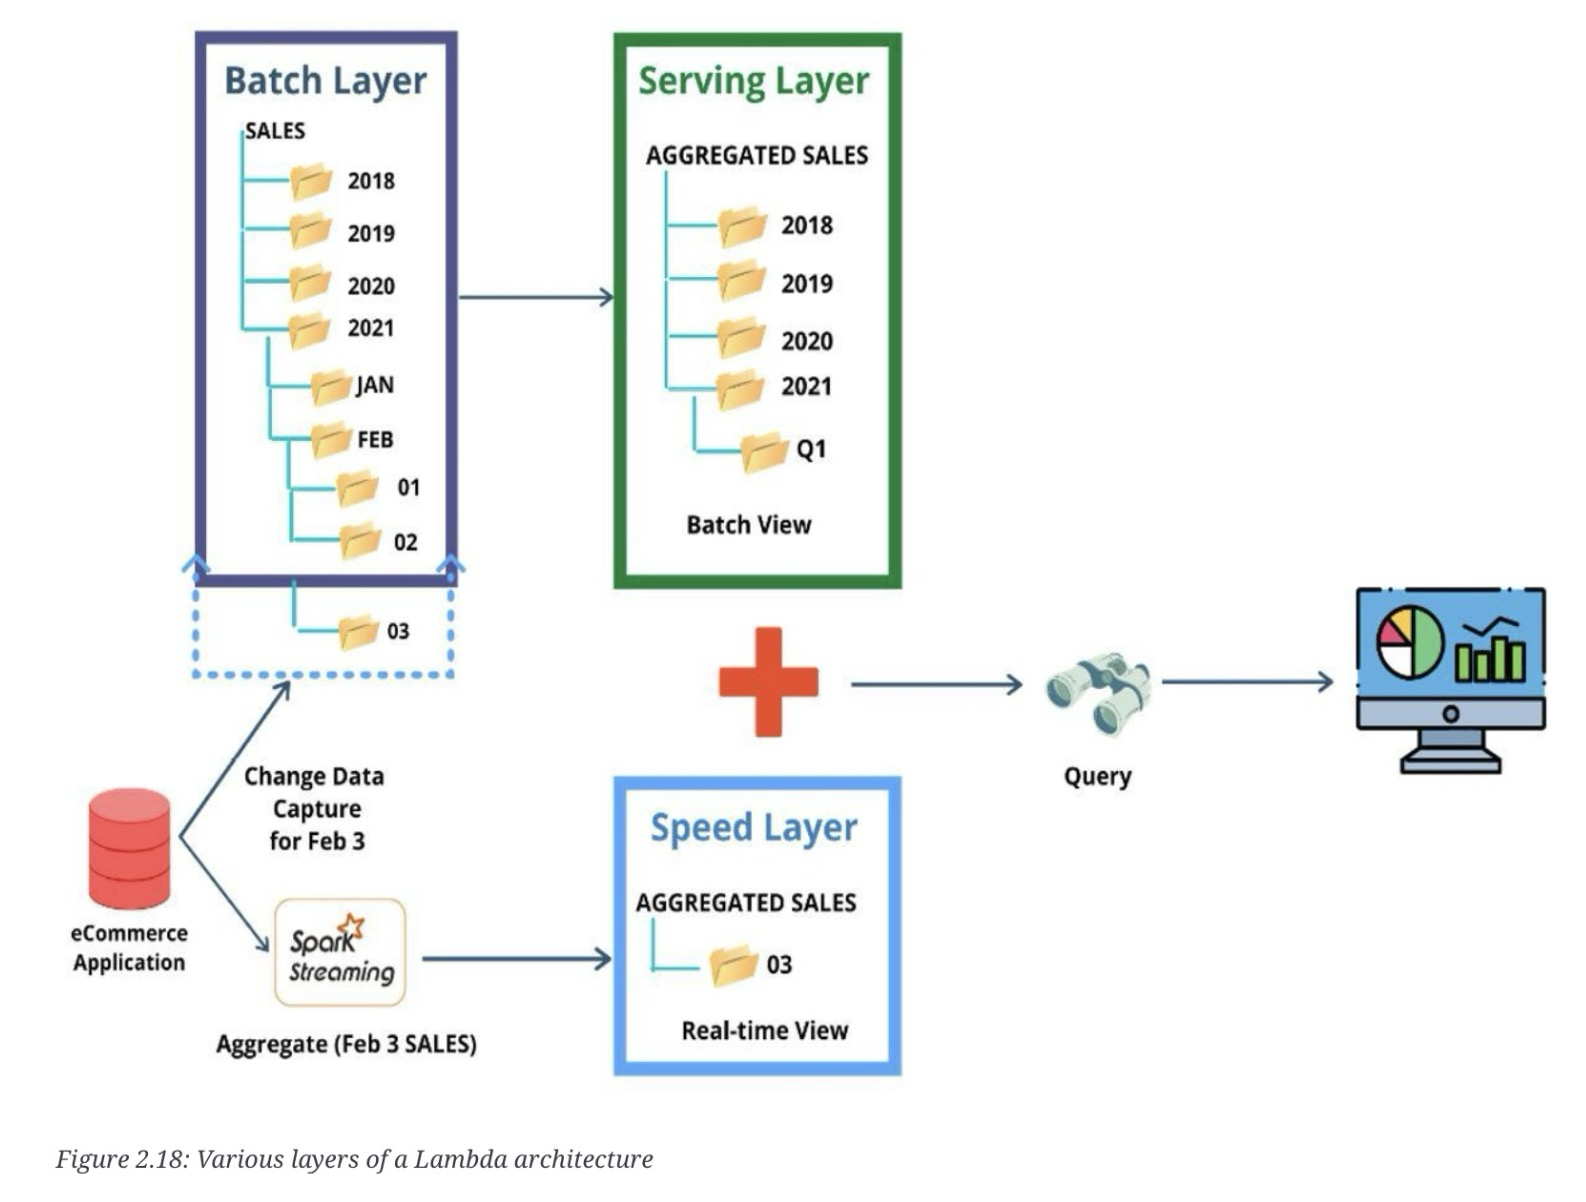 Batch Layer
SALES
2018
2019
2020
2021
JAN
FEB
01
02
03
Serving Layer
AGGREGATED SALES
2018
2019
2020
2021
Q1
Batch View
Change Data
Capture
for Feb 3
eCommerce
Application
Spark
Streaming
Aggregate (Feb 3 SALES)
Speed Layer
AGGREGATED SALES
03
Real-time View
Query
Figure 2.18: Various layers of a Lambda architecture